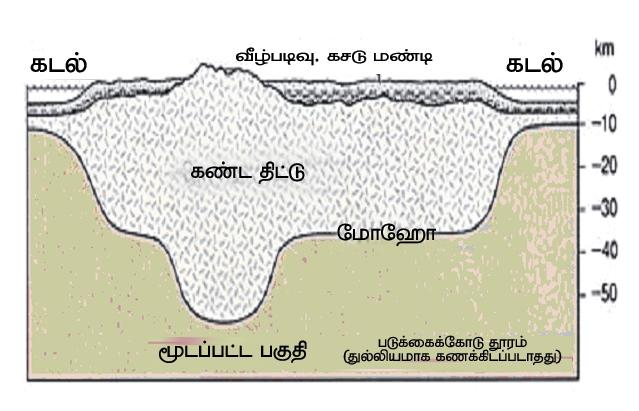 கடல்
வீழ்படிவு. கசடு மண்டி
கடல்
km
0
-10
-20
-30
-40
-50
கண்ட திட்டு
மோஹோ
மூடப்பட்ட பகுதி
படுக்கைக்கோடு தூரம்
(துல்லியமாக கணக்கிடப்படாதது)